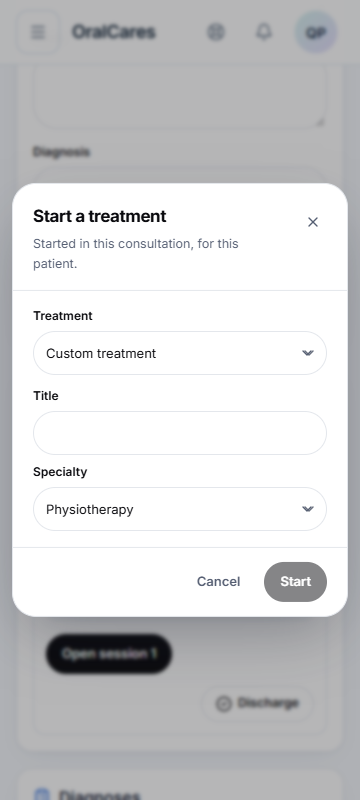 OralCares
QP
Diagnosis
Start a treatment
Started in this consultation, for this
patient.
Treatment
Custom treatment
Title
Specialty
Physiotherapy
Cancel
Start
Open session 1
Discharge
Diagnoses